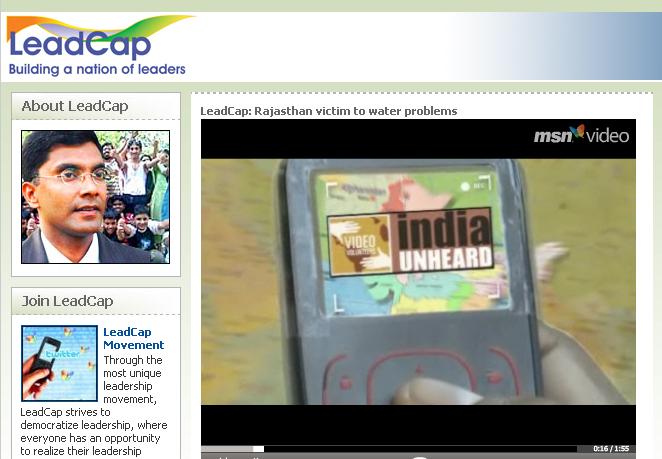 LeadCap
Building a nation of leaders
About LeadCap
LeadCap: Rajasthan victim to water problems
msn video
REC
VIDEO
VOLUNTEERS
india
UNHEARD
Join LeadCap
twitter
LeadCap
Movement
Through the
most unique
leadership
movement,
LeadCap strives to
democratize leadership, where
everyone has an opportunity
to realize their leadership
0:16 / 1:55